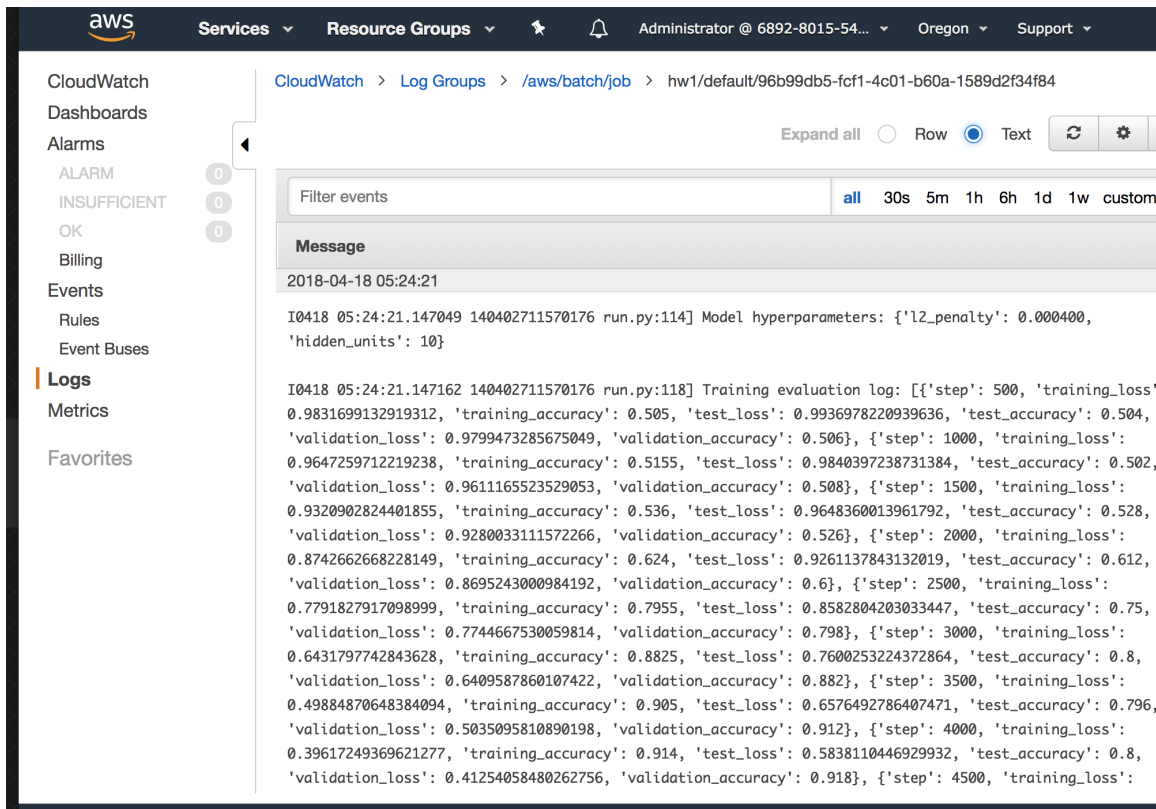 aws
Services
Resource Groups
Administrator @ 6892-8015-54...
Oregon
Support
CloudWatch
Dashboards
Alarms
ALARM 0
INSUFFICIENT 0
OK 0
Billing
Events
Rules
Event Buses
Logs
Metrics
Favorites
CloudWatch > Log Groups > /aws/batch/job > hw1/default/96b99db5-fcf1-4c01-b60a-1589d2f34f84
Expand all Row Text
Filter events
all 30s 5m 1h 6h 1d 1w custom
Message
2018-04-18 05:24:21
I0418 05:24:21.147049 140402711570176 run.py:114] Model hyperparameters: {'l2_penalty': 0.000400,
'hidden_units': 10}
I0418 05:24:21.147162 140402711570176 run.py:118] Training evaluation log: [{'step': 500, 'training_loss'
0.9831699132919312, 'training_accuracy': 0.505, 'test_loss': 0.9936978220939636, 'test_accuracy': 0.504,
'validation_loss': 0.9799473285675049, 'validation_accuracy': 0.506}, {'step': 1000, 'training_loss':
0.9647259712219238, 'training_accuracy': 0.5155, 'test_loss': 0.9840397238731384, 'test_accuracy': 0.502,
'validation_loss': 0.9611165523529053, 'validation_accuracy': 0.508}, {'step': 1500, 'training_loss':
0.9320902824401855, 'training_accuracy': 0.536, 'test_loss': 0.9648360013961792, 'test_accuracy': 0.528,
'validation_loss': 0.9280033111572266, 'validation_accuracy': 0.526}, {'step': 2000, 'training_loss':
0.8742662668228149, 'training_accuracy': 0.624, 'test_loss': 0.9261137843132019, 'test_accuracy': 0.612,
'validation_loss': 0.8695243000984192, 'validation_accuracy': 0.6}, {'step': 2500, 'training_loss':
0.7791827917098999, 'training_accuracy': 0.7955, 'test_loss': 0.8582804203033447, 'test_accuracy': 0.75,
'validation_loss': 0.7744667530059814, 'validation_accuracy': 0.798}, {'step': 3000, 'training_loss':
0.6431797742843628, 'training_accuracy': 0.8825, 'test_loss': 0.7600253224372864, 'test_accuracy': 0.8,
'validation_loss': 0.6409587860107422, 'validation_accuracy': 0.882}, {'step': 3500, 'training_loss':
0.49884870648384094, 'training_accuracy': 0.905, 'test_loss': 0.6576492786407471, 'test_accuracy': 0.796,
'validation_loss': 0.5035095810890198, 'validation_accuracy': 0.912}, {'step': 4000, 'training_loss':
0.39617249369621277, 'training_accuracy': 0.914, 'test_loss': 0.5838110446929932, 'test_accuracy': 0.8,
'validation_loss': 0.41254058480262756, 'validation_accuracy': 0.918}, {'step': 4500, 'training_loss':